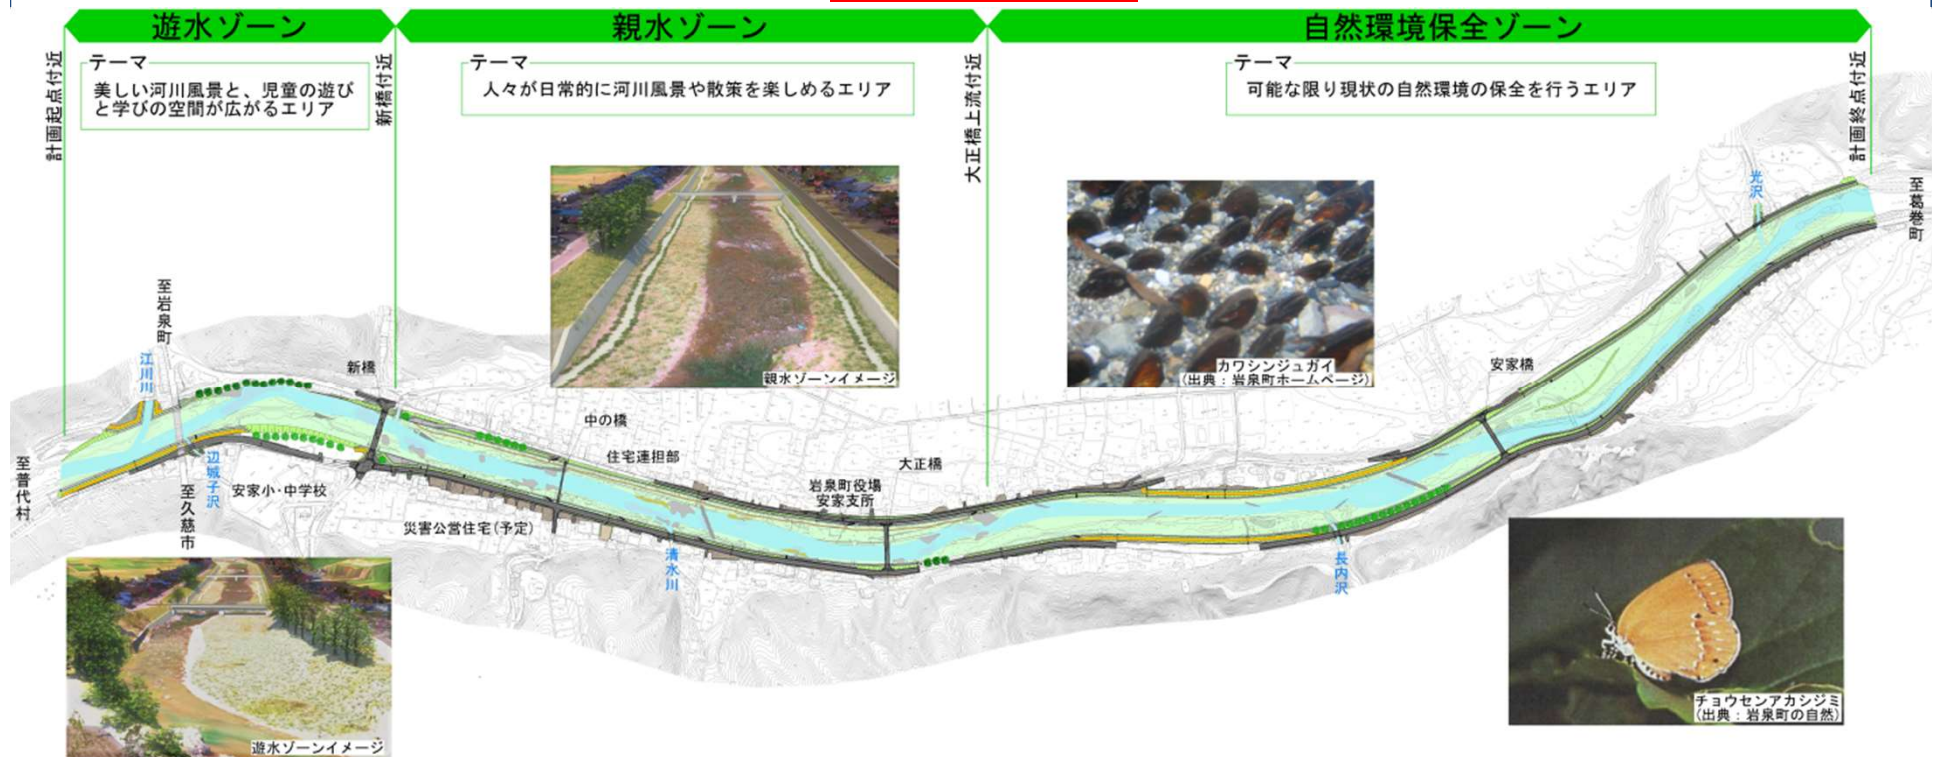 遊水ゾーン
親水ゾーン
自然環境保全ゾーン
計画起点付近
テーマ
美しい河川風景と、児童の遊び
と学びの空間が広がるエリア
新橋付近
テーマ
人々が日常的に河川風景や散策を楽しめるエリア
大正橋上流付近
テーマ
可能な限り現状の自然環境の保全を行うエリア
計画終点付近
至葛巻町
光沢
親水ゾーンイメージ
カワシンジュガイ
(出典：岩泉町ホームページ)
至岩泉町
江川川
新橋
安家橋
中の橋
住宅連担部
大正橋
岩泉町役場
安家支所
至普代村
辺城子沢
至久慈市
安家小・中学校
災害公営住宅(予定)
清水川
長内沢
遊水ゾーンイメージ
チョウセンアカシジミ
(出典：岩泉町の自然)